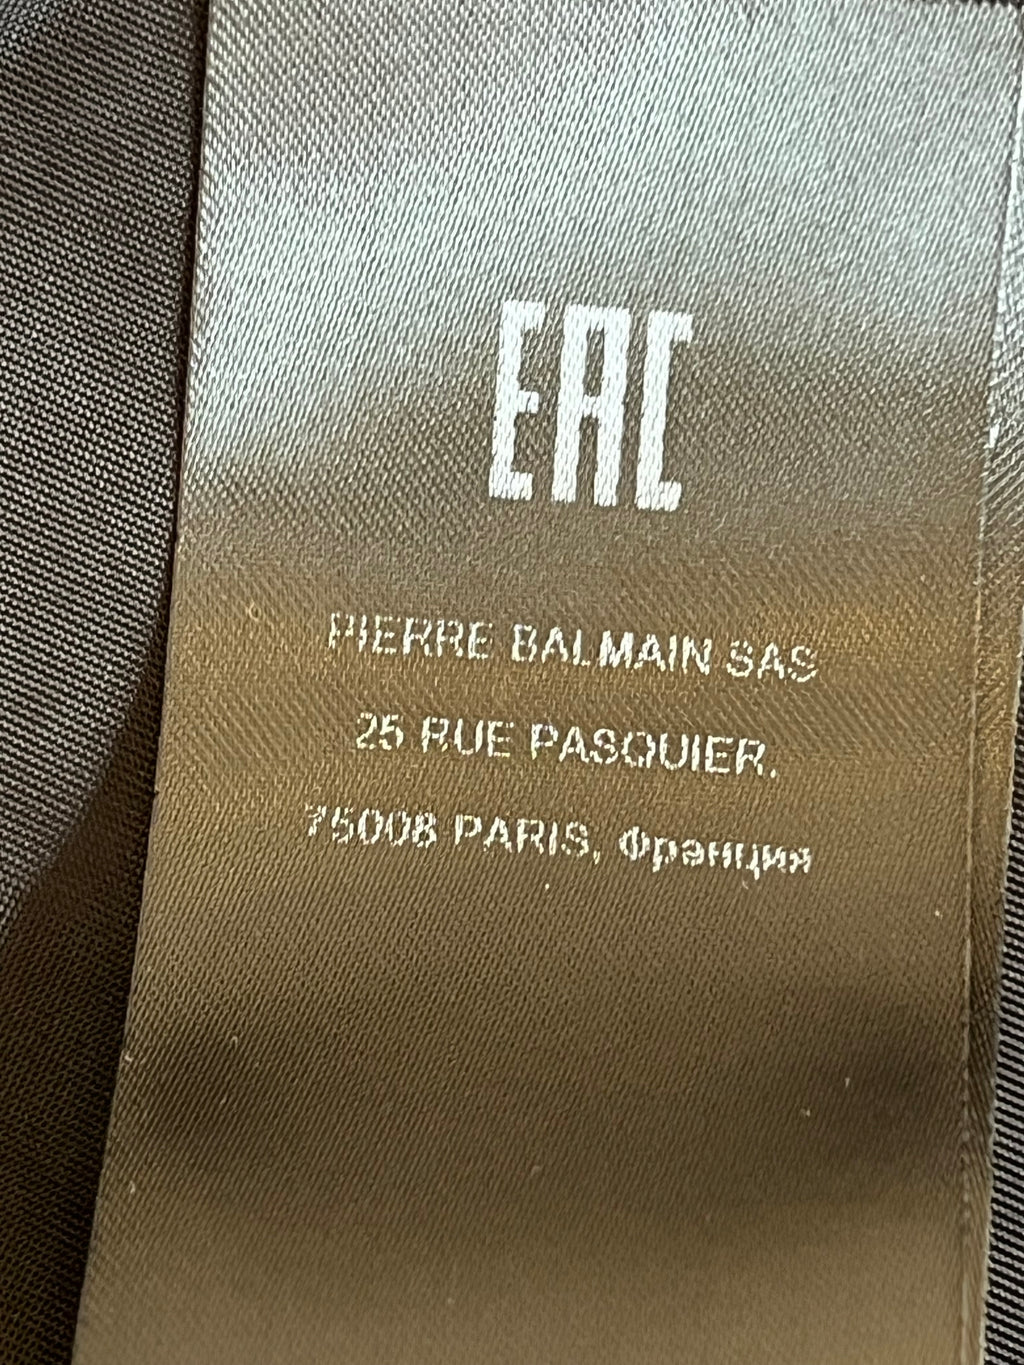 EAC
PIERRE BALMAIN SAS
25 RUE PASQUIER.
75008 PARIS, Франция